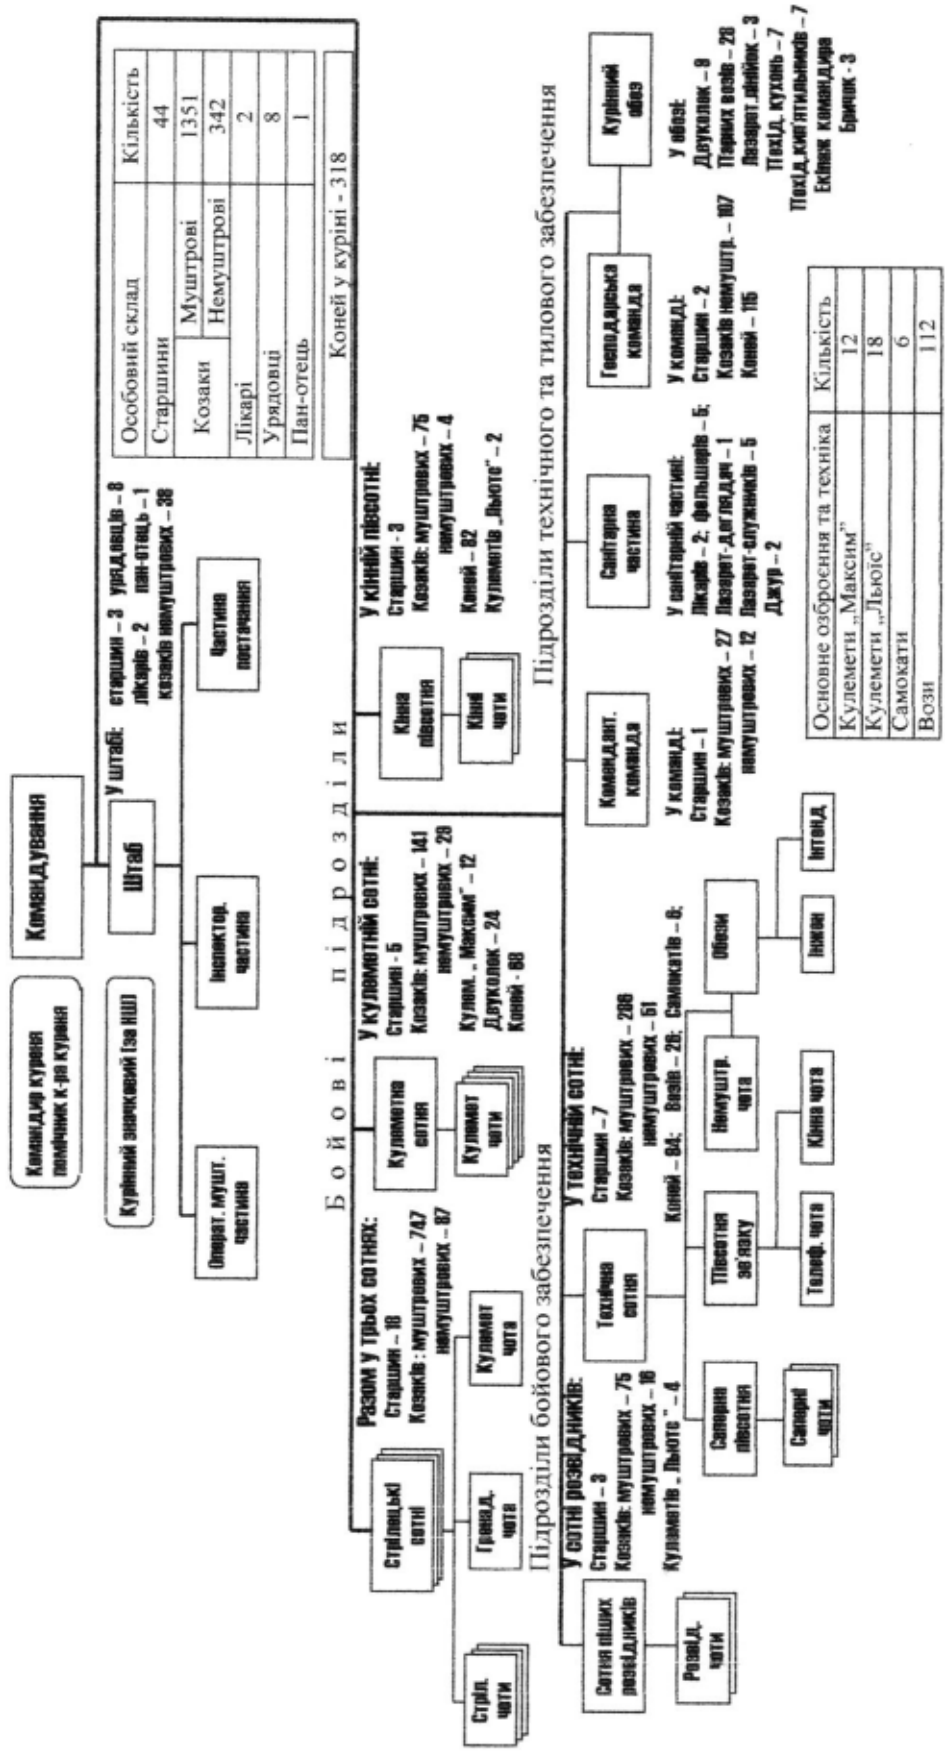 Командир куреня
помічник к-ра куреня
Командування
Курінний значковий (за НШ)
Штаб
У штабі:
старшин – 3 урядовців – 8
лікарів – 2 пан-отець – 1
козаків немуштрових – 38
Операт. мушт.
частина
Інспектор.
частина
Частина
постачання
Особовий склад Кількість
Старшини 44
Козаки Муштрові 1351
Немуштрові 342
Лікарі 2
Урядовці 8
Пан-отець 1
Коней у куріні - 318
Бойові підрозділи
Стрілецькі
сотні
Разом у трьох сотнях:
Старшин – 18
Козаків : муштрових – 747
немуштрових – 87
Стріл.
чоти
Гренад.
чота
Кулемет
чота
Кулеметна
сотня
Кулемет
чоти
У кулеметній сотні:
Старшин - 5
Козаків: муштрових – 141
немуштрових – 29
Кулем. „ Максим” – 12
Двуколок – 24
Коней - 68
Кінна
півсотня
Кінні
чоти
У кінній півсотні:
Старшин - 3
Козаків: муштрових – 75
немуштрових – 4
Коней – 82
Кулеметів „Льюїс” – 2
Підрозділи бойового забезпечення
Сотня піших
розвідників
Розвід.
чоти
У сотні розвідників:
Старшин – 3
Козаків: муштрових – 75
немуштрових – 16
Кулеметів „ Льюїс ” – 4
Технічна
сотня
У технічній сотні:
Старшин – 7
Козаків: муштрових – 286
немуштрових – 51
Коней – 84; Возів – 26; Самокатів – 6;
Саперна
півсотня
Саперні
чоти
Півсотня
зв'язку
Телеф. чота
Кінна чота
Немуштр.
чота
Обози
Інжен
Інтенд
Підрозділи технічного та тилового забезпечення
Комендант.
команда
У команді:
Старшин – 1
Козаків: муштрових – 27
немуштрових – 12
Санітарна
частина
У санітарній частині:
Лікарів – 2; фельшерів – 5;
Лазарет-доглядач – 1
Лазарет-служників – 5
Джур – 2
Господарська
команда
У команді:
Старшин – 2
Козаків немуштр. – 107
Коней – 115
Курінний
обоз
У обозі:
Двуколок – 9
Парних возів – 28
Лазарет.лінійок – 3
Похід. кухонь – 7
Похід.кип'ятильників – 7
Екіпаж командира
Бричок - 3
Основне озброєння та техніка Кількість
Кулемети „Максим” 12
Кулемети „Льюїс” 18
Самокати 6
Вози 112